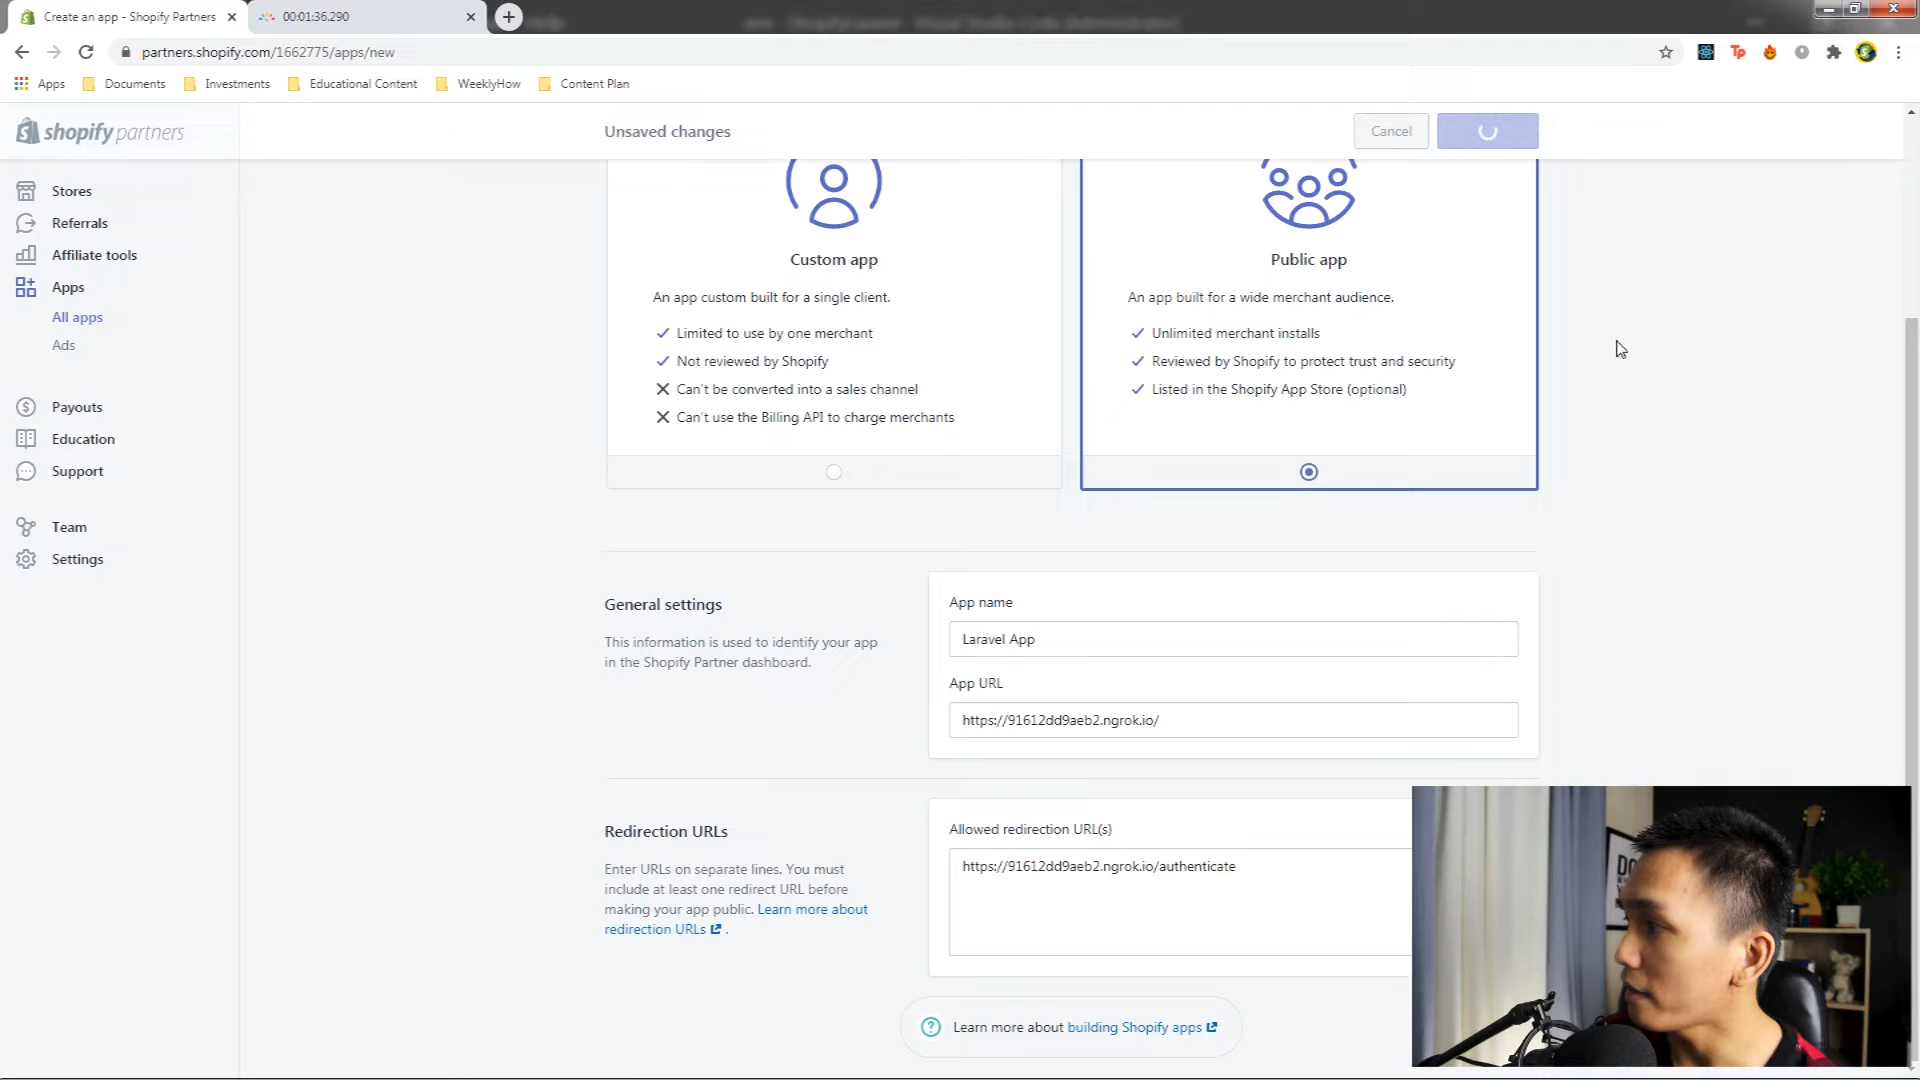 Create an app - Shopify Partners
00:01:36.290
partners.shopify.com/1662775/apps/new
Apps
Documents
Investments
Educational Content
WeeklyHow
Content Plan
shopify partners
Unsaved changes
Cancel
Stores
Referrals
Affiliate tools
Apps
All apps
Ads
Payouts
Education
Support
Team
Settings
Custom app
An app custom built for a single client.
Limited to use by one merchant
Not reviewed by Shopify
Can't be converted into a sales channel
Can't use the Billing API to charge merchants
Public app
An app built for a wide merchant audience.
Unlimited merchant installs
Reviewed by Shopify to protect trust and security
Listed in the Shopify App Store (optional)
General settings
This information is used to identify your app
in the Shopify Partner dashboard.
App name
Laravel App
App URL
https://91612dd9aeb2.ngrok.io/
Redirection URLs
Enter URLs on separate lines. You must
include at least one redirect URL before
making your app public. Learn more about
redirection URLs .
Allowed redirection URL(s)
https://91612dd9aeb2.ngrok.io/authenticate
Learn more about building Shopify apps